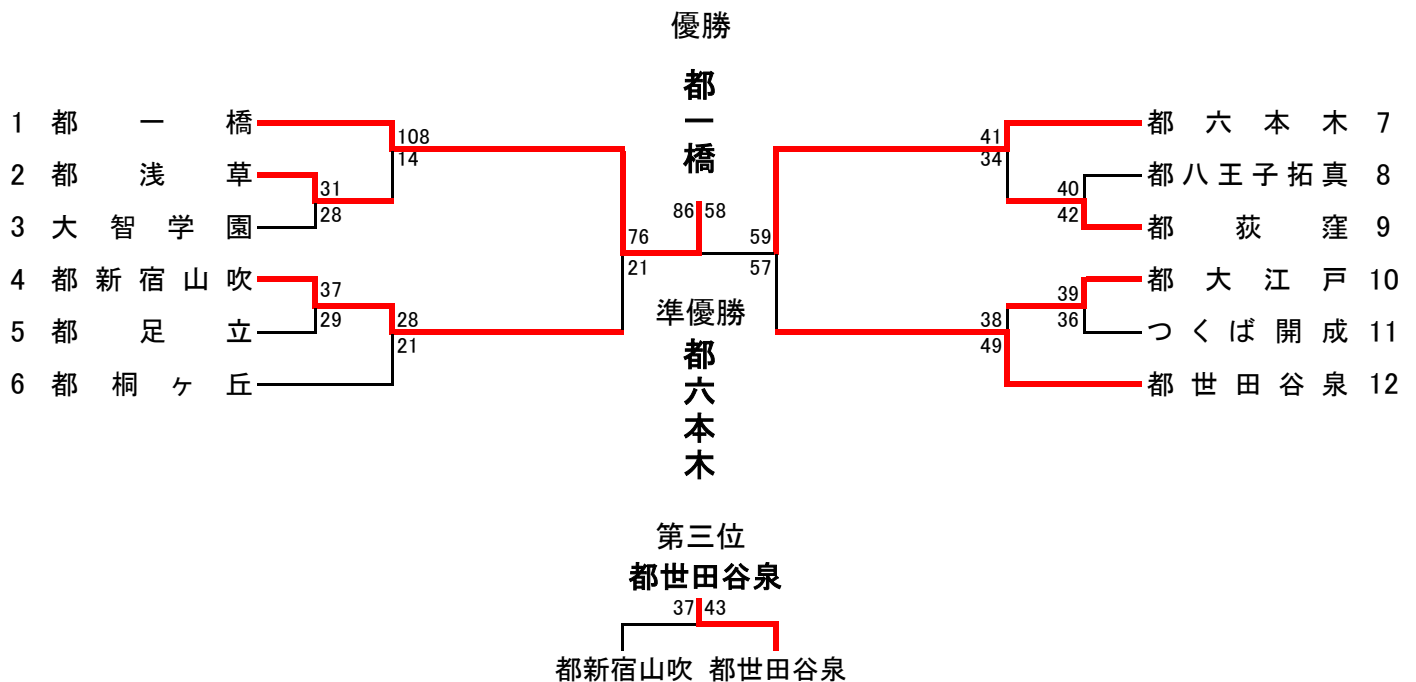 優勝
都一橋
1 都一橋
2 都浅草
3 大智学園
4 都新宿山吹
5 都足立
6 都桐ヶ丘
108
14
31
28
37
29
28
21
76
21
86 58
59
57
41
34
40
42
39
36
38
49
都六本木 7
都八王子拓真 8
都荻窪 9
都大江戸 10
つくば開成 11
都世田谷泉 12
準優勝
都六本木
第三位
都世田谷泉
37 43
都新宿山吹 都世田谷泉